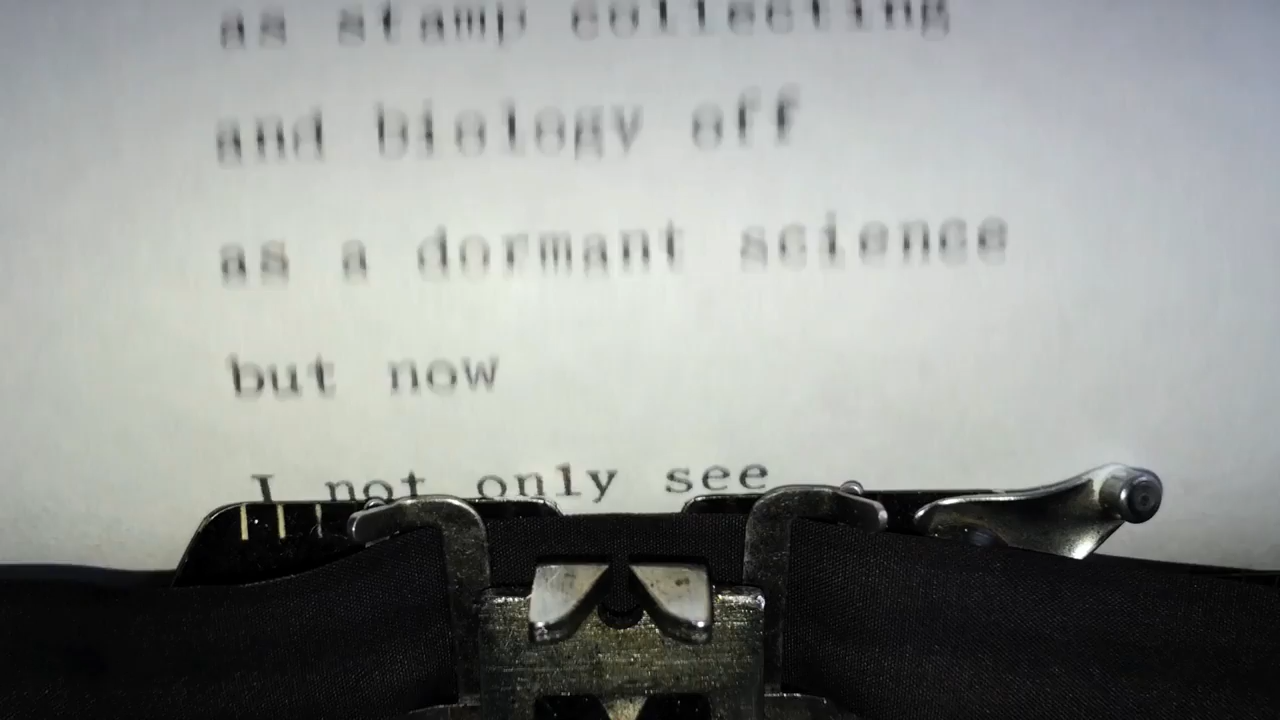 as stamp collecting
and biology off
as a dormant science
but now
I not only see